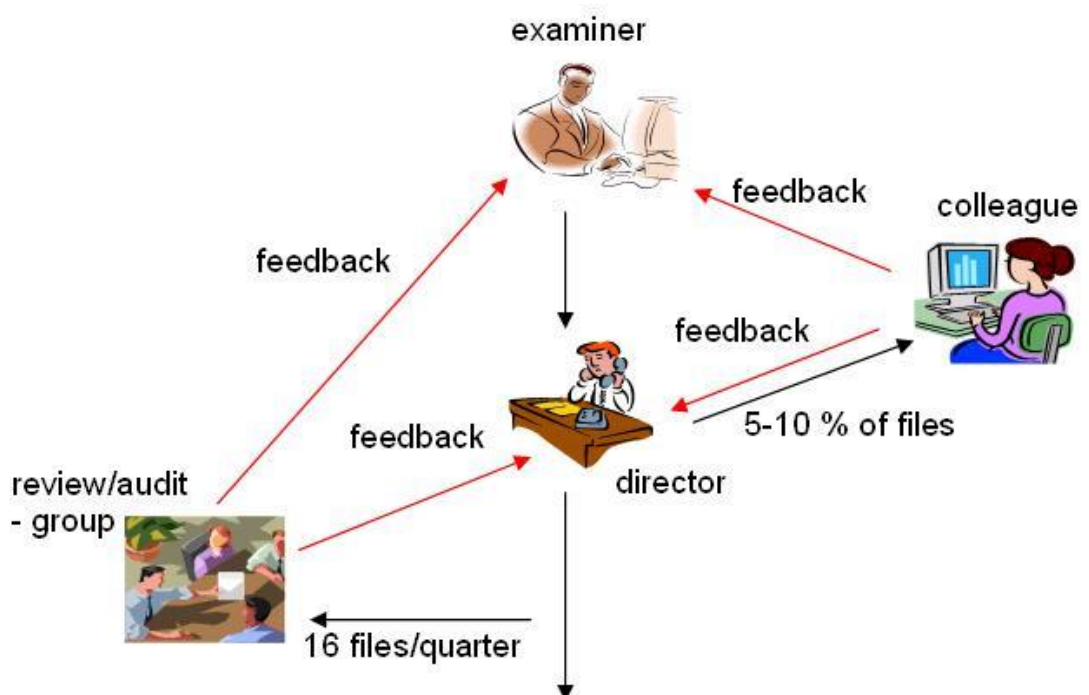 examiner
feedback
colleague
feedback
feedback
5-10 % of files
feedback
director
review/audit
- group
16 files/quarter